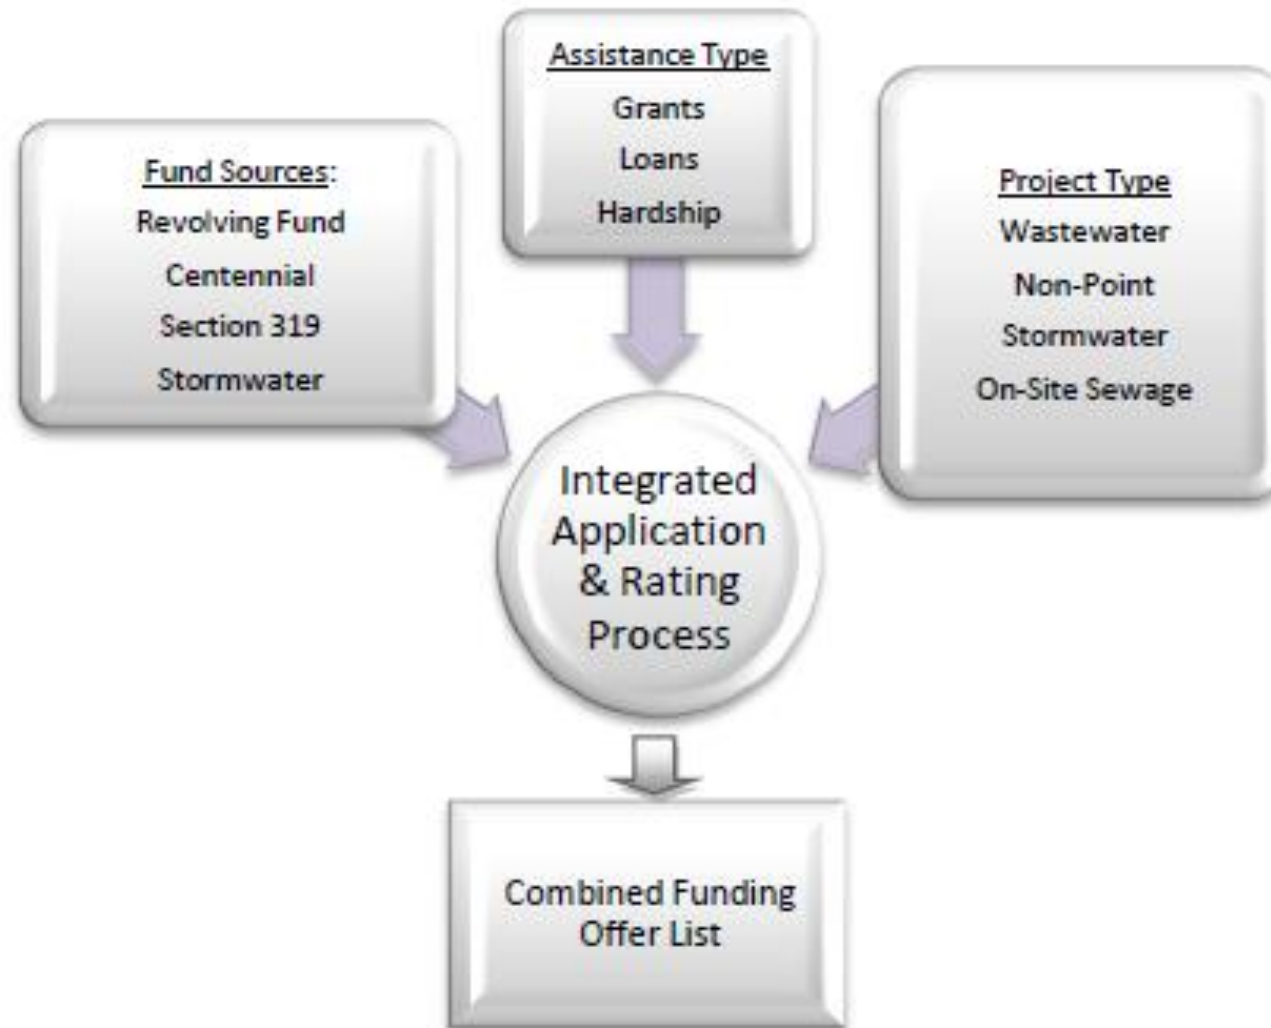 Fund Sources:
Revolving Fund
Centennial
Section 319
Stormwater
Assistance Type
Grants
Loans
Hardship
Project Type
Wastewater
Non-Point
Stormwater
On-Site Sewage
Integrated
Application
& Rating
Process
Combined Funding
Offer List